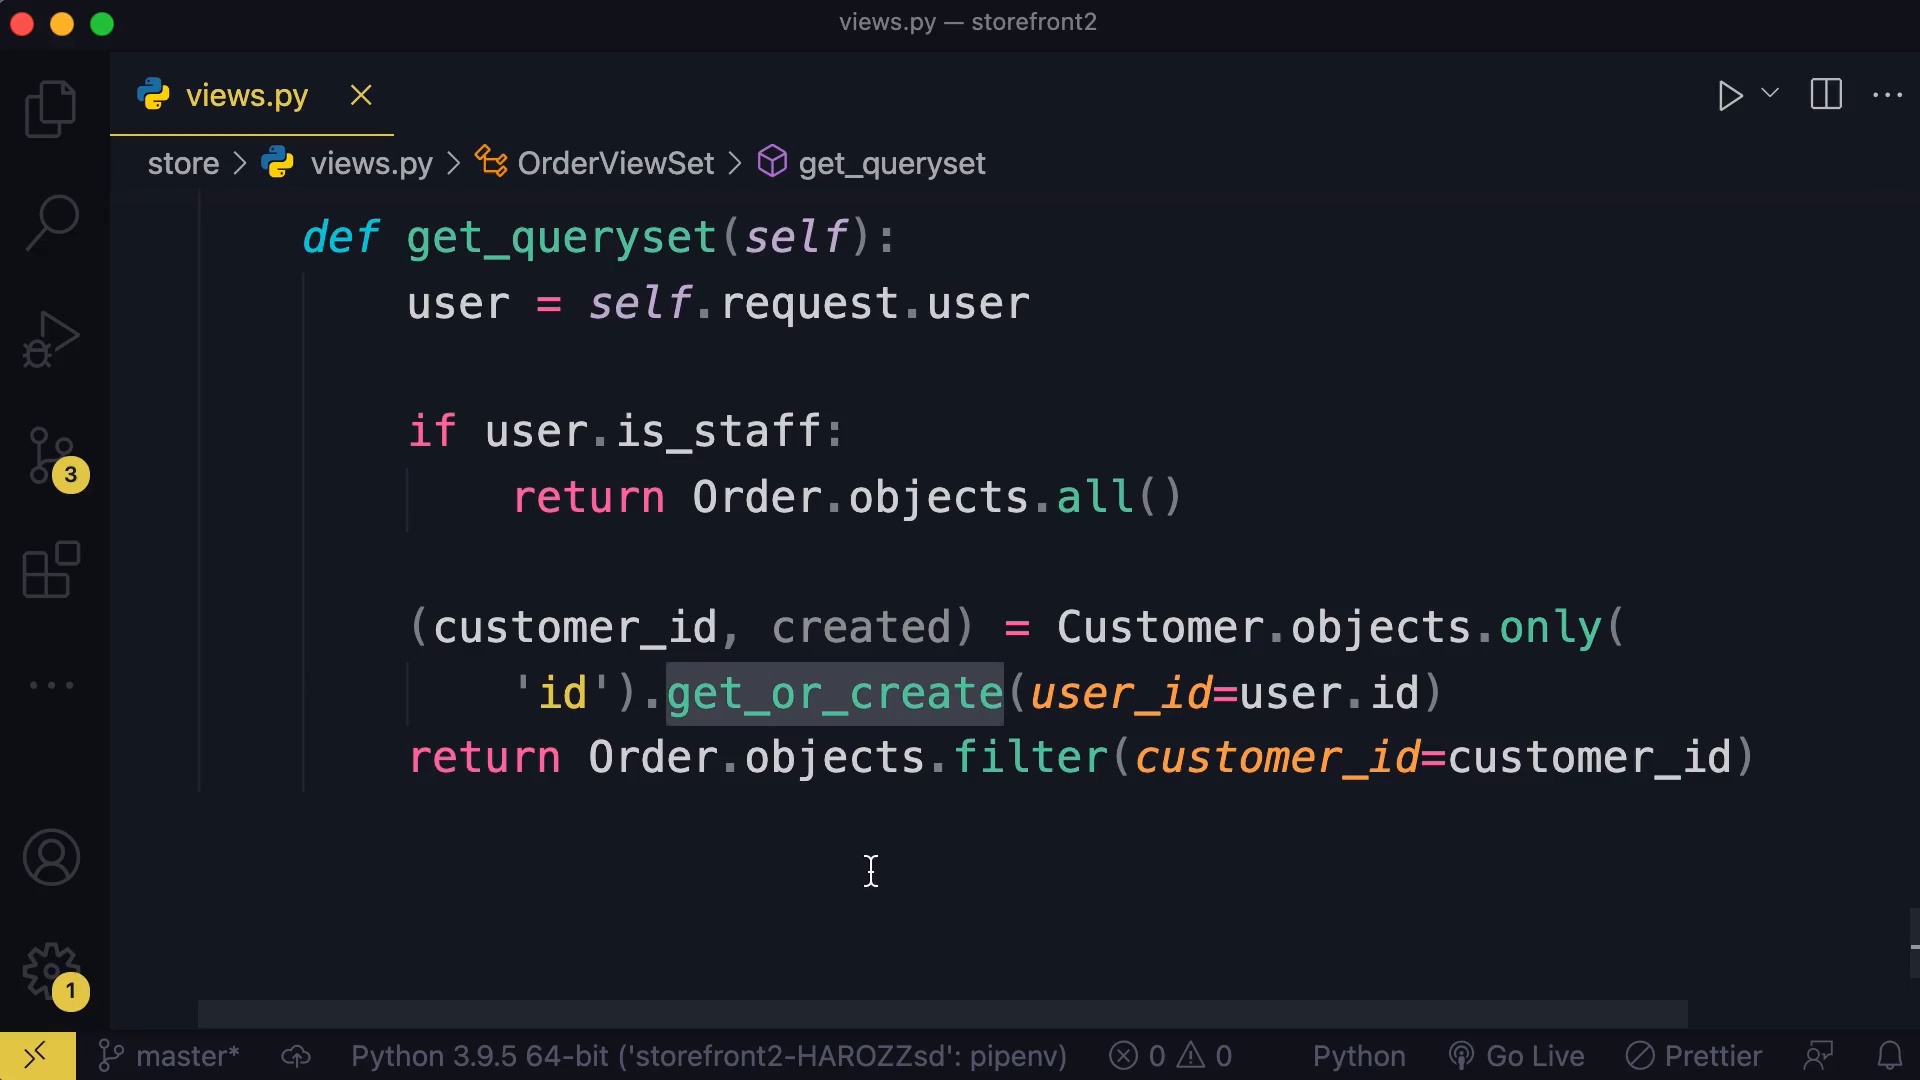 views.py — storefront2
views.py
store > views.py > OrderViewSet > get_queryset
def get_queryset(self):
user = self.request.user
if user.is_staff:
return Order.objects.all()
(customer_id, created) = Customer.objects.only(
'id').get_or_create(user_id=user.id)
return Order.objects.filter(customer_id=customer_id)
3
1
master* Python 3.9.5 64-bit ('storefront2-HAROZZsd': pipenv) 0 0 Python Go Live Prettier